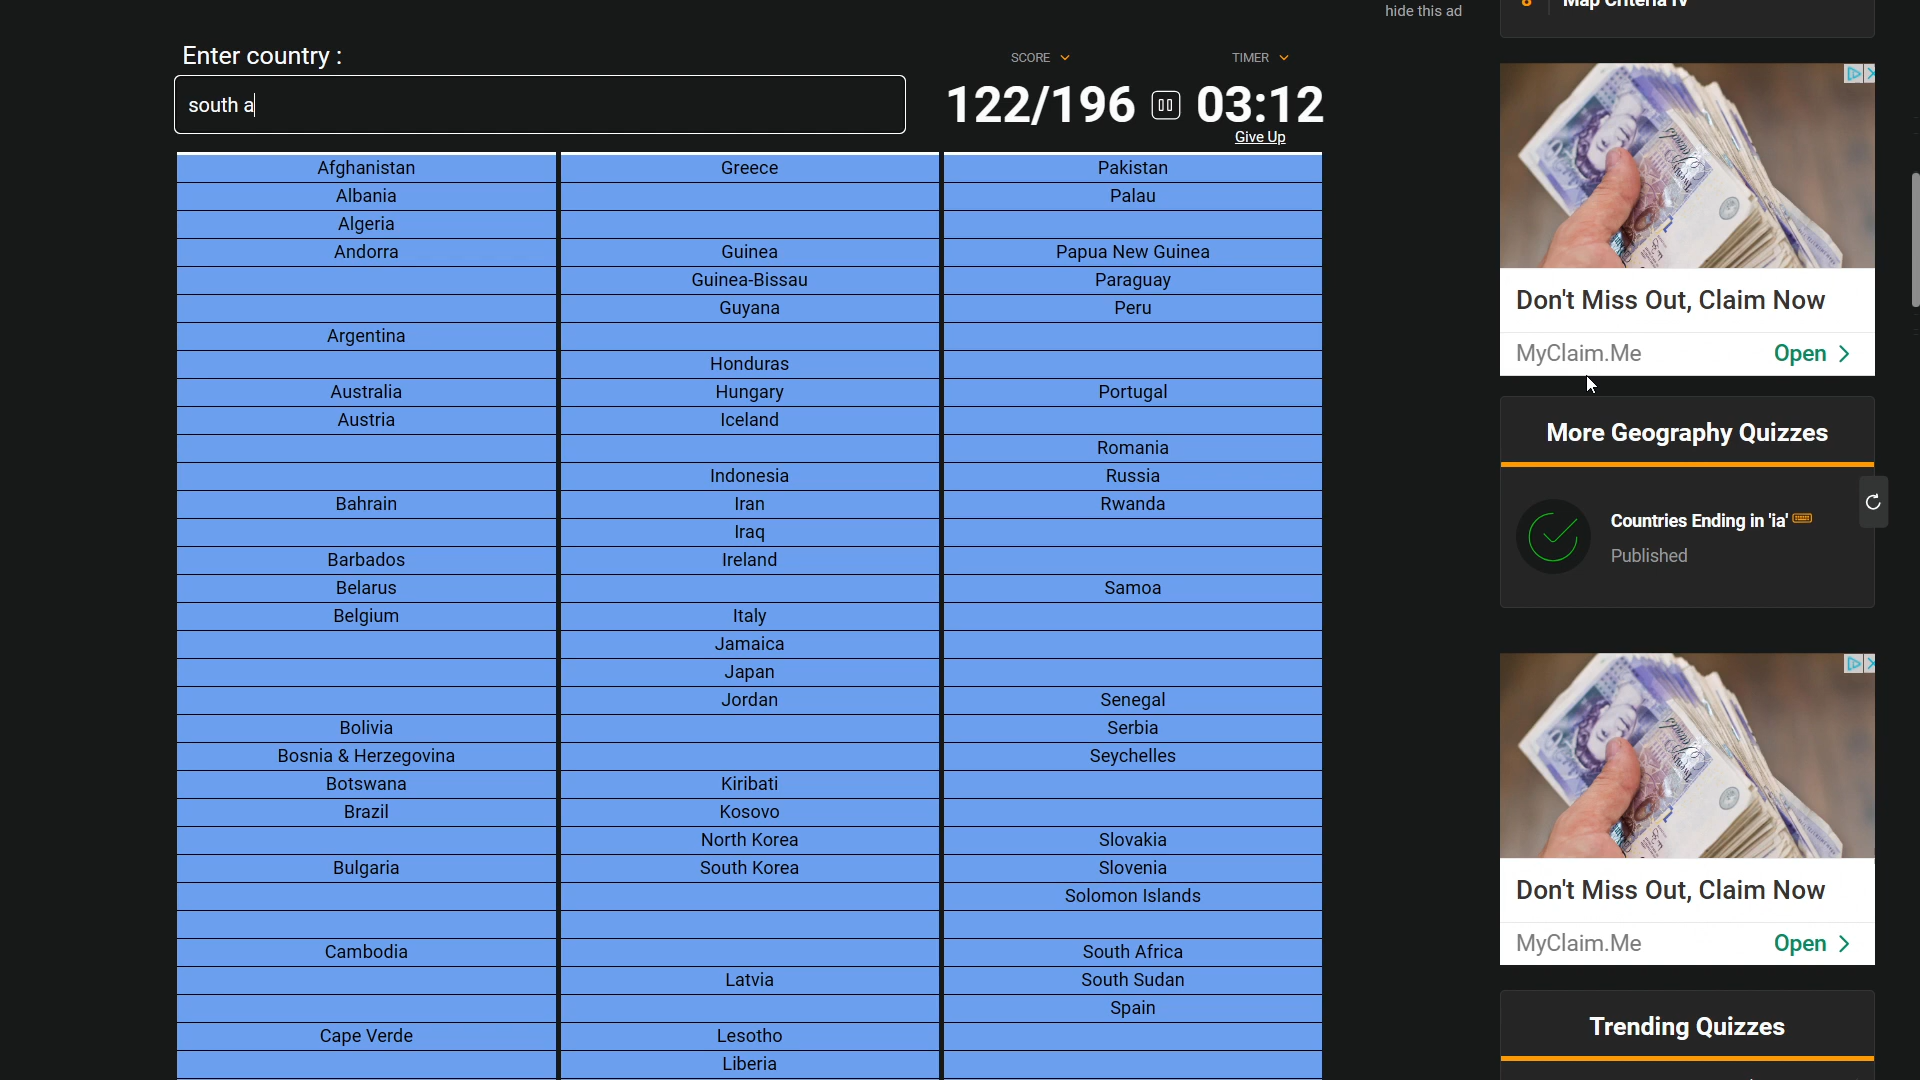 hide this ad
Enter country :
south a
SCORE
122/196
TIMER
03:12
Give Up
Afghanistan
Albania
Algeria
Andorra
Argentina
Australia
Austria
Bahrain
Barbados
Belarus
Belgium
Bolivia
Bosnia & Herzegovina
Botswana
Brazil
Bulgaria
Cambodia
Cape Verde
Greece
Guinea
Guinea-Bissau
Guyana
Honduras
Hungary
Iceland
Indonesia
Iran
Iraq
Ireland
Italy
Jamaica
Japan
Jordan
Kiribati
Kosovo
North Korea
South Korea
Latvia
Lesotho
Liberia
Pakistan
Palau
Papua New Guinea
Paraguay
Peru
Portugal
Romania
Russia
Rwanda
Samoa
Senegal
Serbia
Seychelles
Slovakia
Slovenia
Solomon Islands
South Africa
South Sudan
Spain
Map Criteria IV
Don't Miss Out, Claim Now
MyClaim.Me
Open
More Geography Quizzes
Countries Ending in 'ia'
Published
Don't Miss Out, Claim Now
MyClaim.Me
Open
Trending Quizzes